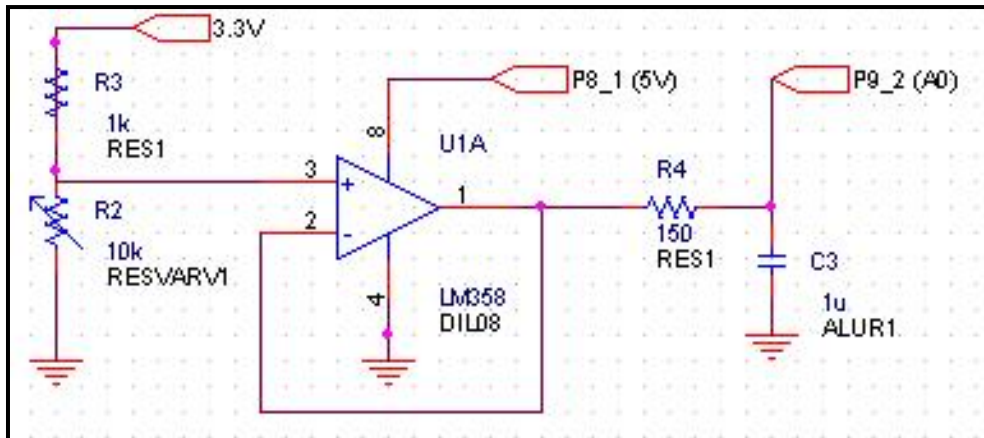 3.3V
R3
1k
RES1
R2
10k
RESVARV1
3
2
+
-
8
4
1
U1A
LM358
DIL08
P8_1 (5V)
R4
150
RES1
P9_2 (A0)
C3
1u
ALUR1